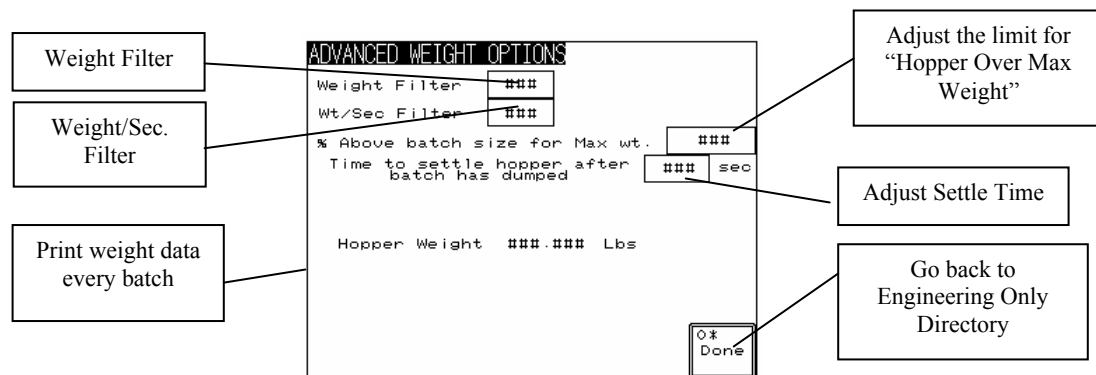 Weight Filter
Weight/Sec.
Filter
Print weight data
every batch
ADVANCED WEIGHT OPTIONS
Weight Filter ###
Wt/Sec Filter ###
% Above batch size for Max wt. ###
Time to settle hopper after ### sec
batch has dumped
Hopper Weight ###.### Lbs
0*
Done
Adjust the limit for
“Hopper Over Max
Weight”
Adjust Settle Time
Go back to
Engineering Only
Directory